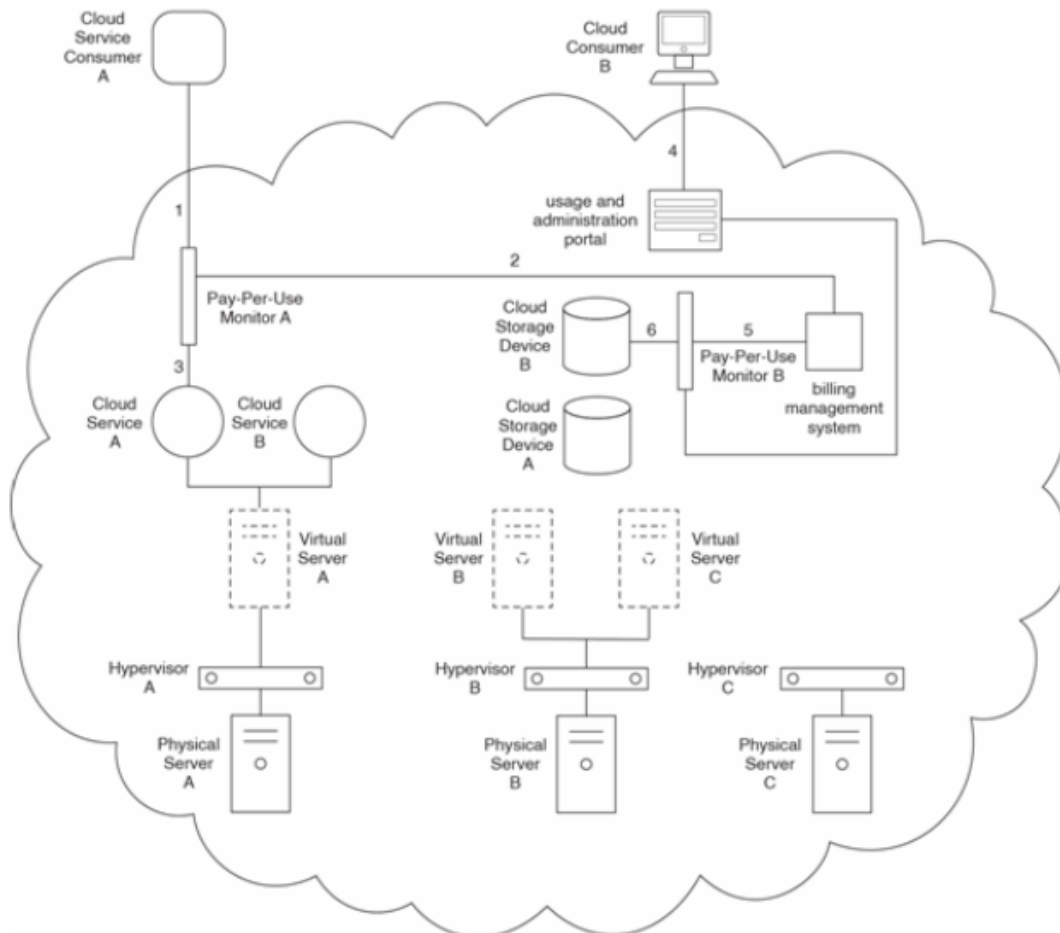 Cloud
Service
Consumer
A
Cloud
Consumer
B
4
usage and
administration
portal
1
2
Pay-Per-Use
Monitor A
Cloud
Storage
Device
B
6
5
Pay-Per-Use
Monitor B
billing
management
system
3
Cloud
Service
A
Cloud
Service
B
Cloud
Storage
Device
A
Virtual
Server
A
Virtual
Server
B
Virtual
Server
C
Hypervisor
A
Hypervisor
B
Hypervisor
C
Physical
Server
A
Physical
Server
B
Physical
Server
C